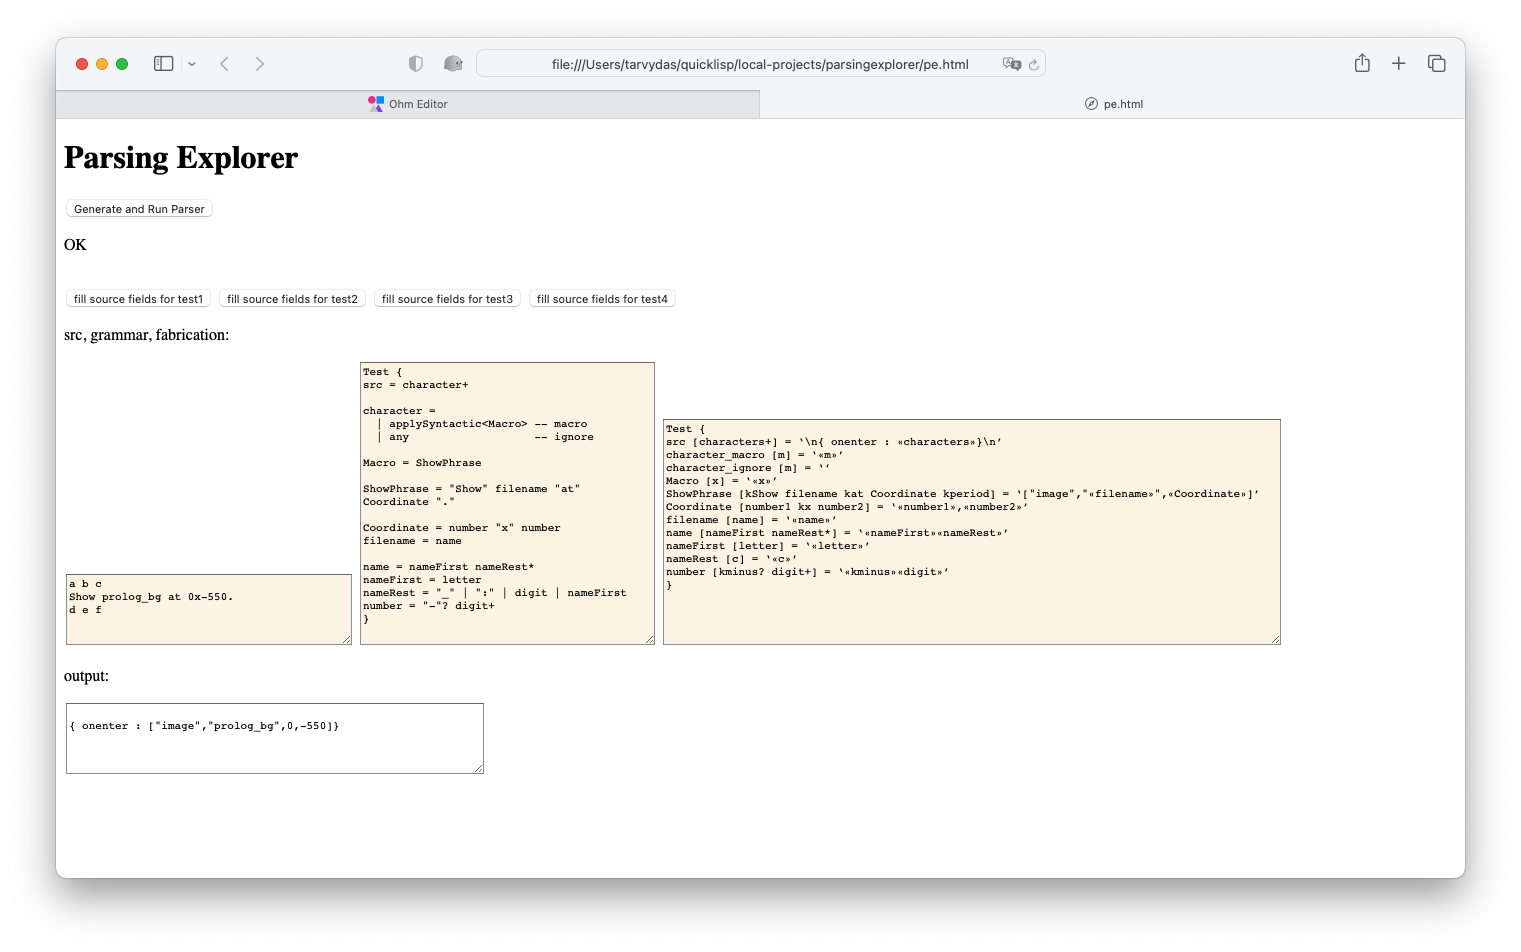 file:///Users/tarvydas/quicklisp/local-projects/parsingexplorer/pe.html
Ohm Editor
pe.html
Parsing Explorer
Generate and Run Parser
OK
fill source fields for test1
fill source fields for test2
fill source fields for test3
fill source fields for test4
src, grammar, fabrication:
a b c
Show prolog_bg at 0x-550.
d e f
Test {
src = character+
character =
| applySyntactic<Macro> -- macro
| any -- ignore
Macro = ShowPhrase
ShowPhrase = "Show" filename "at"
Coordinate "."
Coordinate = number "x" number
filename = name
name = nameFirst nameRest*
nameFirst = letter
nameRest = "_" | ":" | digit | nameFirst
number = "-"? digit+
}
Test {
src [characters+] = ‘\n{ onenter : «characters»}\n’
character_macro [m] = ‘«m»’
character_ignore [m] = ‘’
Macro [x] = ‘«x»’
ShowPhrase [kShow filename kat Coordinate kperiod] = ‘["image","«filename»",«Coordinate»]’
Coordinate [number1 kx number2] = ‘«number1»,«number2»’
filename [name] = ‘«name»’
name [nameFirst nameRest*] = ‘«nameFirst»«nameRest»’
nameFirst [letter] = ‘«letter»’
nameRest [c] = ‘«c»’
number [kminus? digit+] = ‘«kminus»«digit»’
}
output:
{ onenter : ["image","prolog_bg",0,-550]}